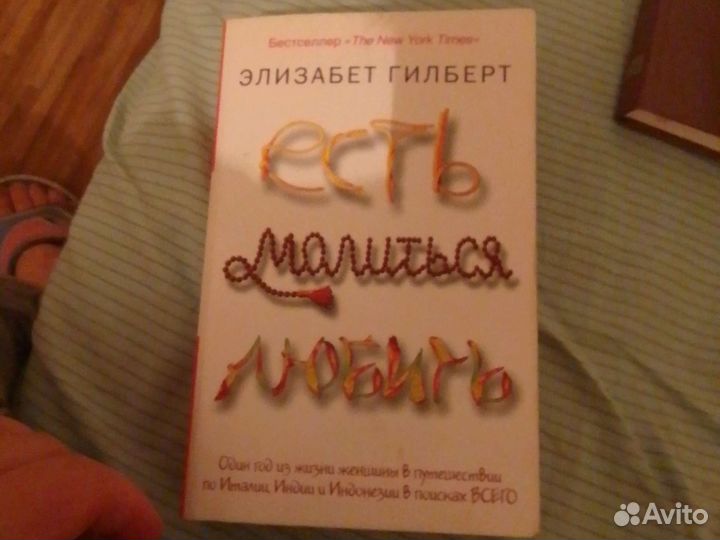 Бестселлер «The New York Times»
ЭЛИЗАБЕТ ГИЛБЕРТ
есть
молиться
любить
Один год из жизни женщины в путешествии
по Италии, Индии и Индонезии в поисках ВСЕГО
Avito